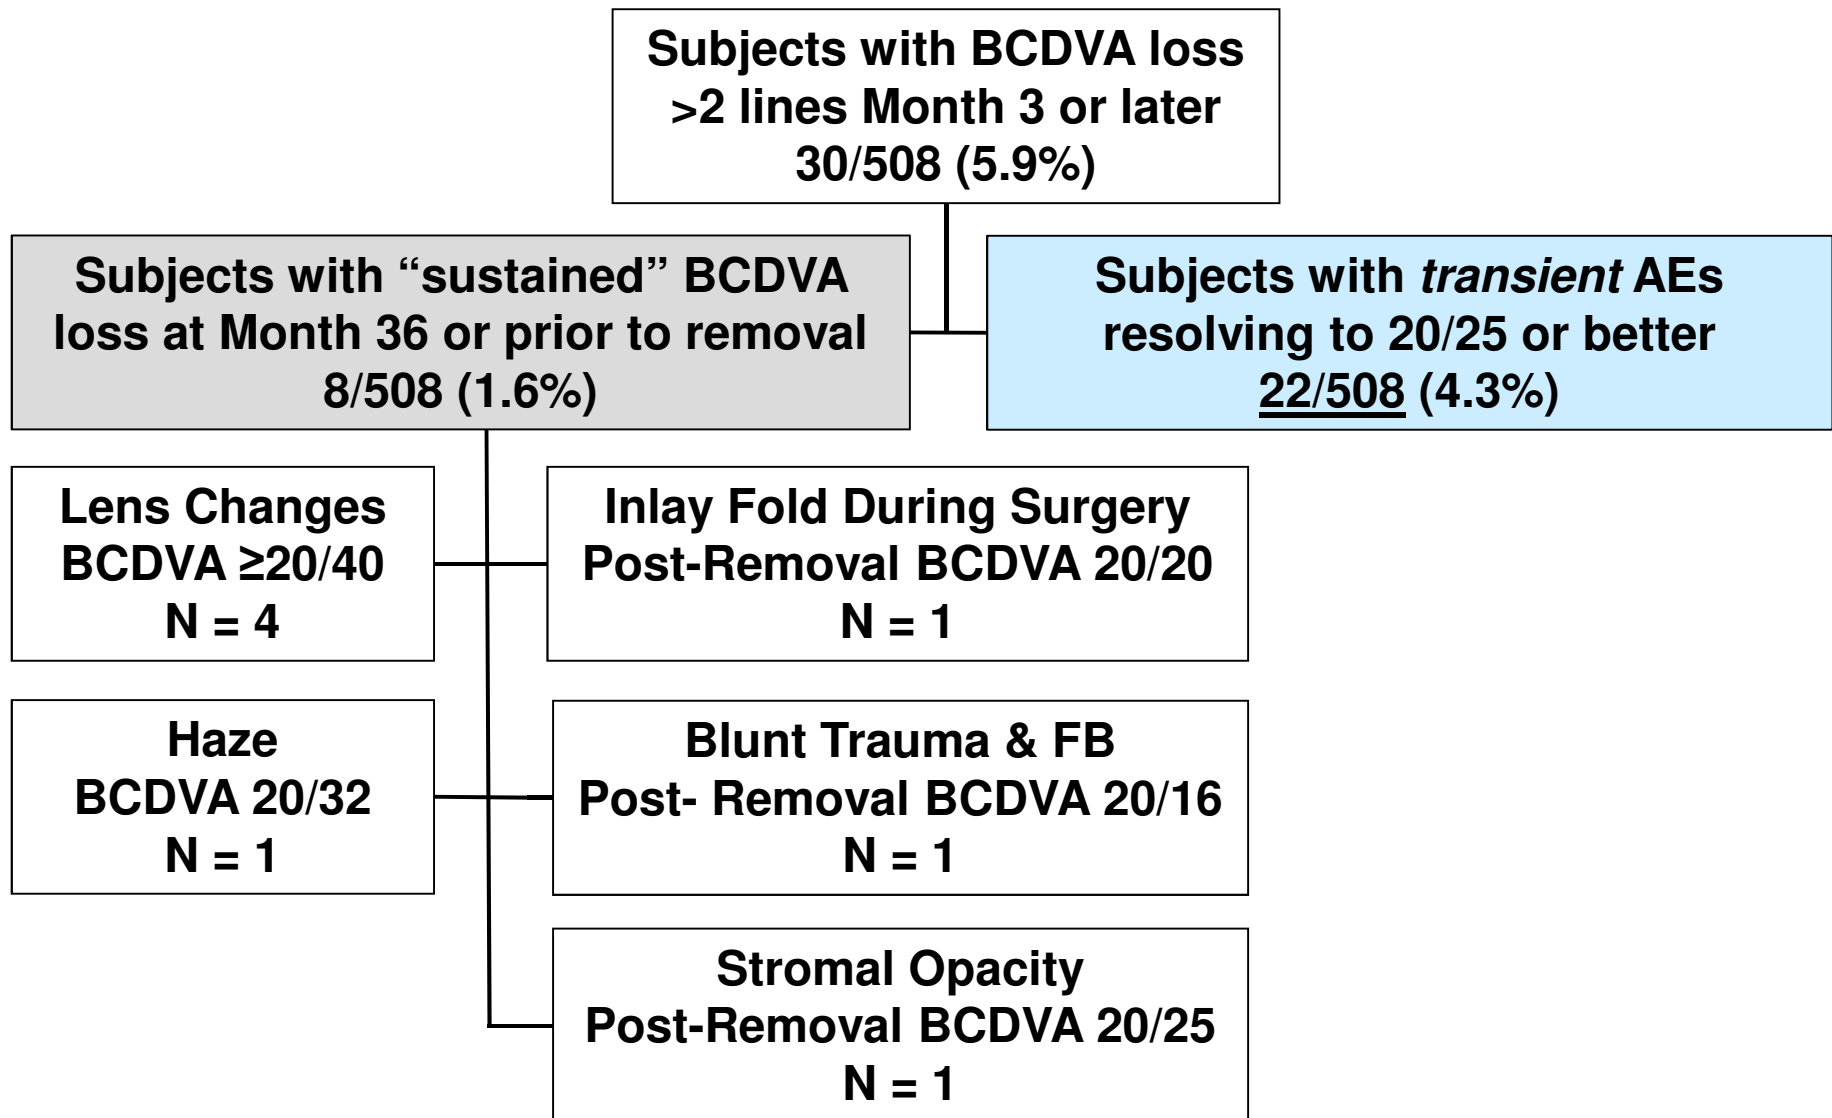 Subjects with BCDVA loss
>2 lines Month 3 or later
30/508 (5.9%)
Subjects with “sustained” BCDVA
loss at Month 36 or prior to removal
8/508 (1.6%)
Subjects with transient AEs
resolving to 20/25 or better
22/508 (4.3%)
Lens Changes
BCDVA ≥20/40
N = 4
Inlay Fold During Surgery
Post-Removal BCDVA 20/20
N = 1
Haze
BCDVA 20/32
N = 1
Blunt Trauma & FB
Post- Removal BCDVA 20/16
N = 1
Stromal Opacity
Post-Removal BCDVA 20/25
N = 1